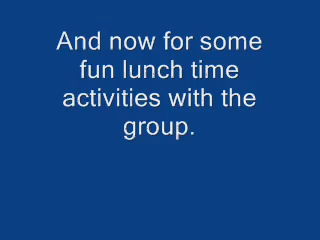 And now for some
fun lunch time
activities with the
group.